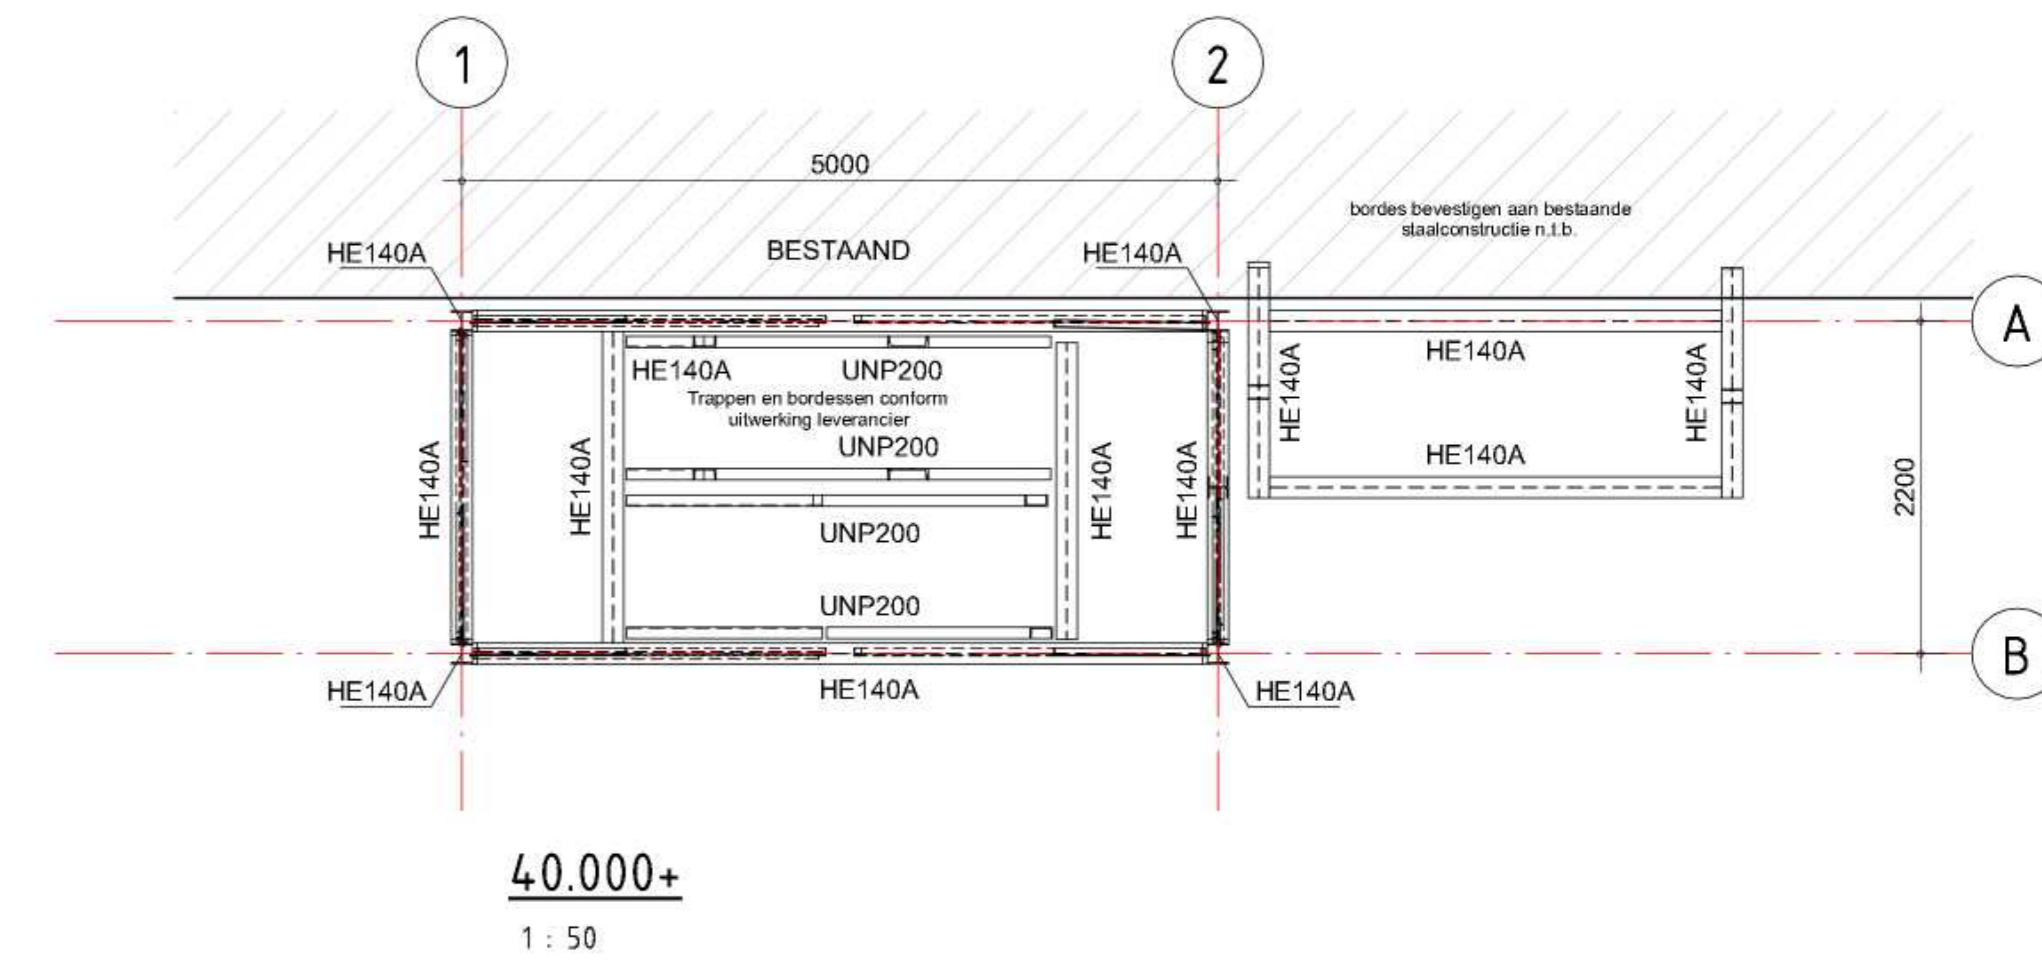 1
2
5000
bordes bevestigen aan bestaande
staalconstructie n.t.b.
HE140A
BESTAAND
HE140A
A
HE140A
UNP200
HE140A
HE140A
HE140A
Trappen en bordessen conform
uitwerking leverancier
UNP200
HE140A
HE140A
HE140A
HE140A
HE140A
2200
UNP200
UNP200
B
HE140A
HE140A
HE140A
40.000+
1 : 50